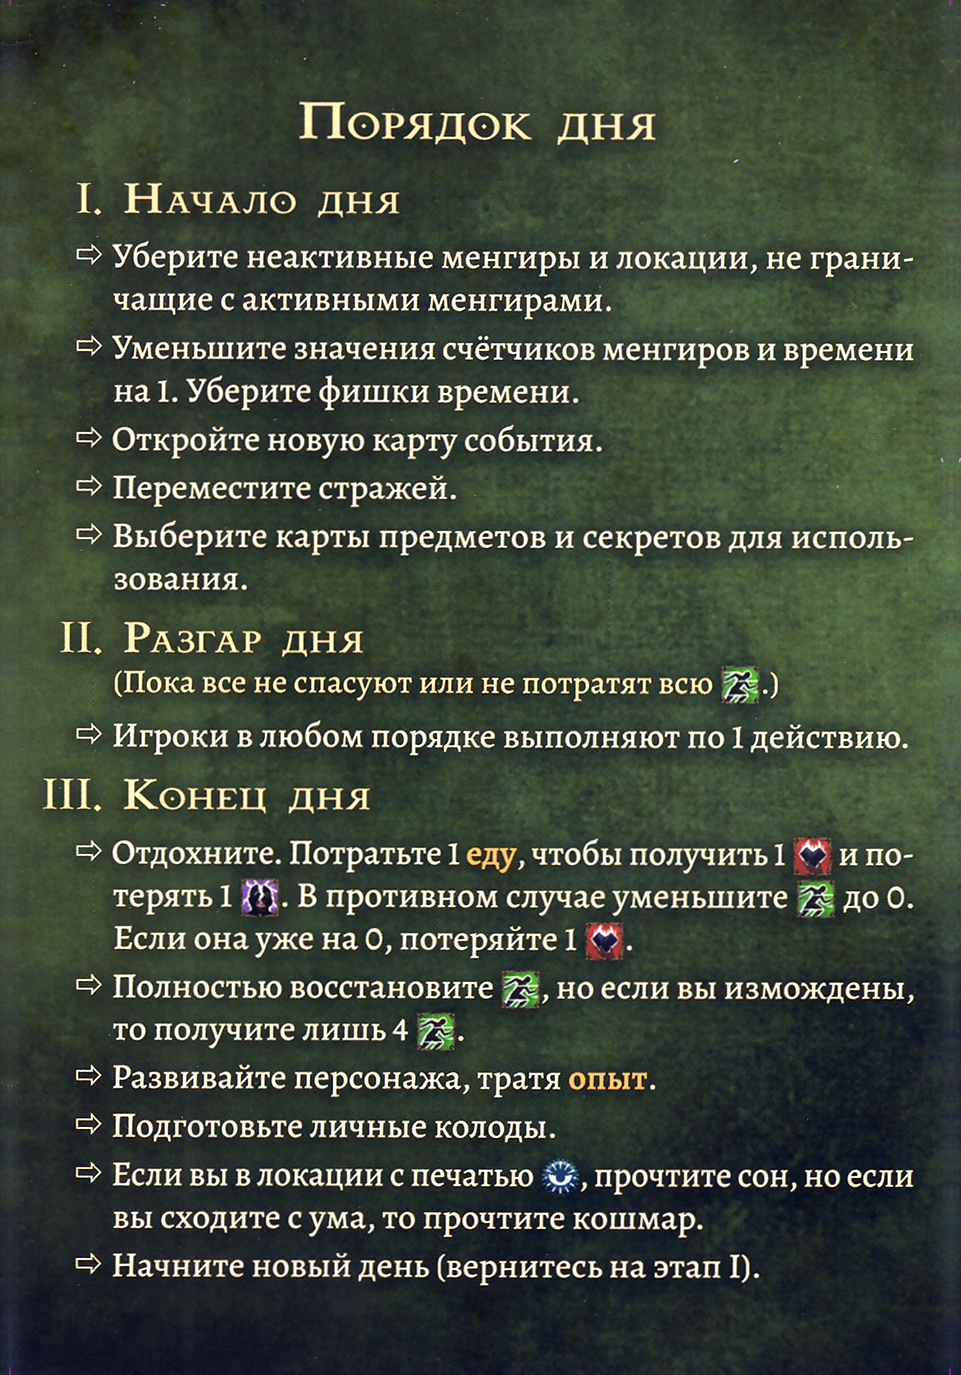 Порядок дня
I. Начало дня
⇨ Уберите неактивные менгиры и локации, не грани-
чащие с активными менгирами.
⇨ Уменьшите значения счётчиков менгиров и времени
на 1. Уберите фишки времени.
⇨ Откройте новую карту события.
⇨ Переместите стражей.
⇨ Выберите карты предметов и секретов для исполь-
зования.
II. Разгар дня
(Пока все не спасуют или не потратят всю .)
⇨ Игроки в любом порядке выполняют по 1 действию.
III. Конец дня
⇨ Отдохните. Потратьте 1 еду, чтобы получить 1 и по-
терять 1 . В противном случае уменьшите до 0.
Если она уже на 0, потеряйте 1 .
⇨ Полностью восстановите , но если вы измождены,
то получите лишь 4 .
⇨ Развивайте персонажа, тратя опыт.
⇨ Подготовьте личные колоды.
⇨ Если вы в локации с печатью , прочтите сон, но если
вы сходите с ума, то прочтите кошмар.
⇨ Начните новый день (вернитесь на этап I).